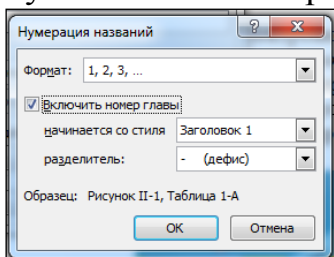 Нумерация названий
Формат: 1, 2, 3, ...
Включить номер главы
начинается со стиля Заголовок 1
разделитель: - (дефис)
Образец: Рисунок II-1, Таблица 1-A
ОК Отмена